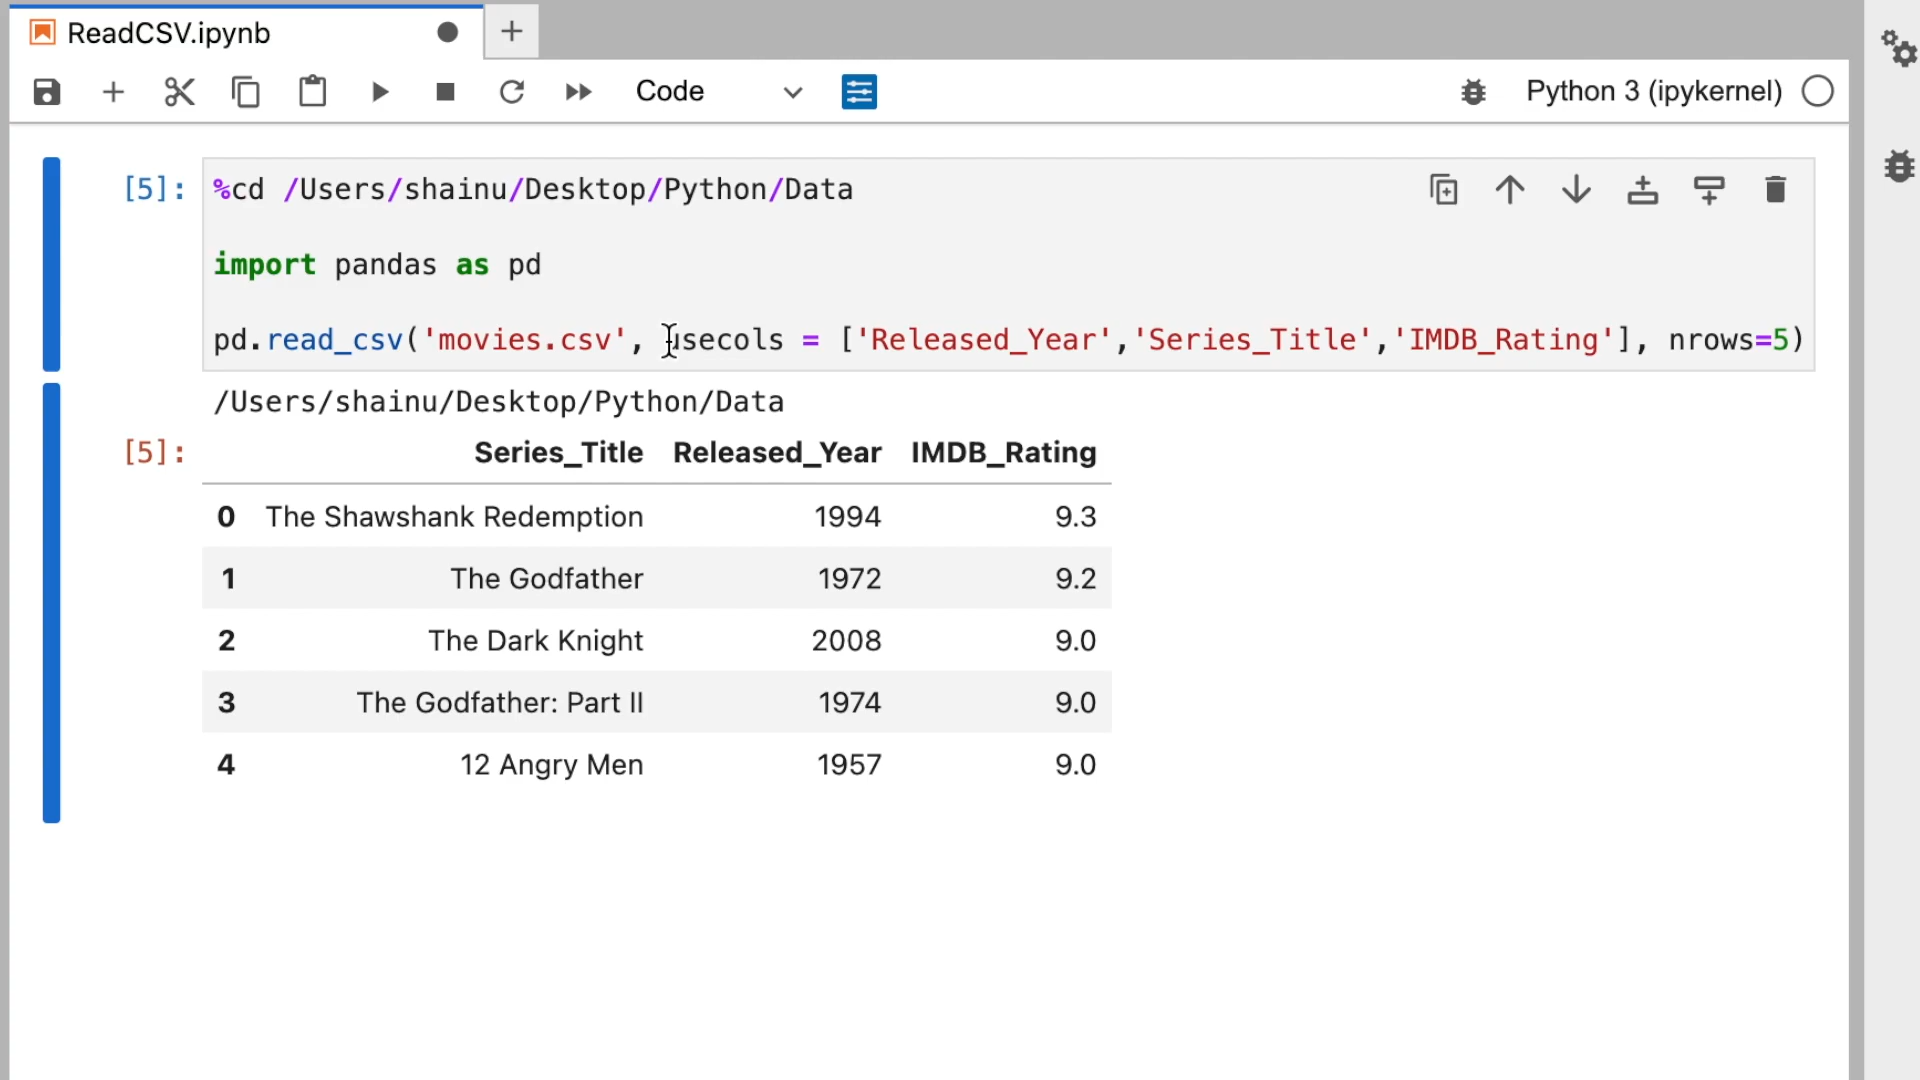 ReadCSV.ipynb
Code
Python 3 (ipykernel)
[5]: %cd /Users/shainu/Desktop/Python/Data
import pandas as pd
pd.read_csv('movies.csv', usecols = ['Released_Year','Series_Title','IMDB_Rating'], nrows=5)
/Users/shainu/Desktop/Python/Data
[5]: Series_Title Released_Year IMDB_Rating
0 The Shawshank Redemption 1994 9.3
1 The Godfather 1972 9.2
2 The Dark Knight 2008 9.0
3 The Godfather: Part II 1974 9.0
4 12 Angry Men 1957 9.0